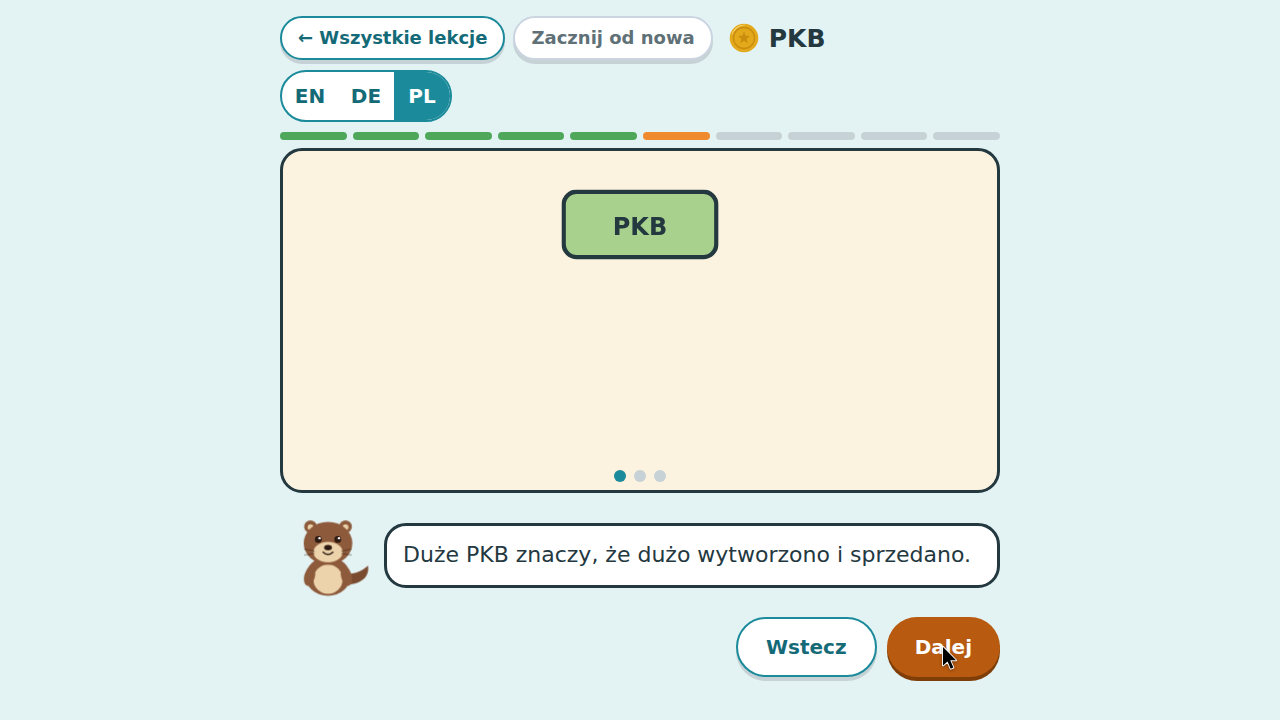 ← Wszystkie lekcje
Zacznij od nowa
PKB
EN DE PL
PKB
Duże PKB znaczy, że dużo wytworzono i sprzedano.
Wstecz
Dalej